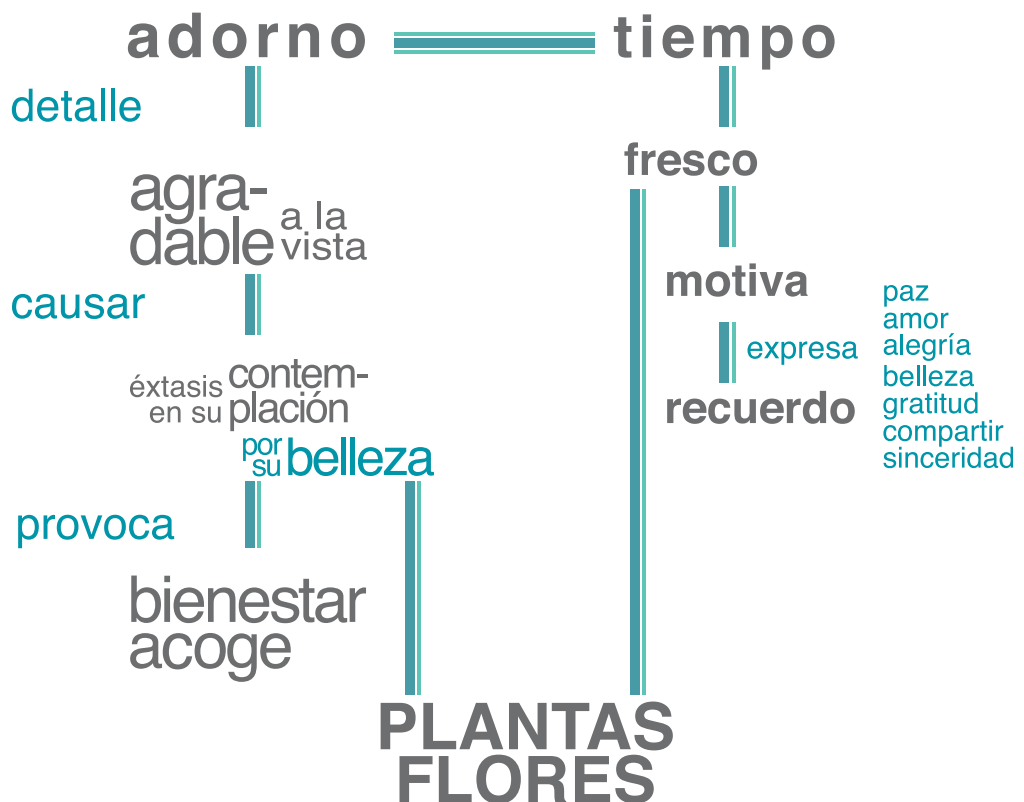 adorno
tiempo
detalle
agra-
dable
a la
vista
causar
éxtasis
en su
contem-
plación
por
su
belleza
provoca
bienestar
acoge
fresco
motiva
expresa
recuerdo
paz
amor
alegría
belleza
gratitud
compartir
sinceridad
PLANTAS
FLORES